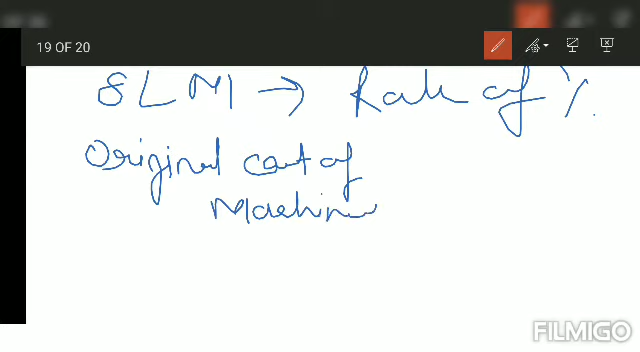 19 OF 20
SLM → Rate of %
Original cost of
Machine
FILMIGO